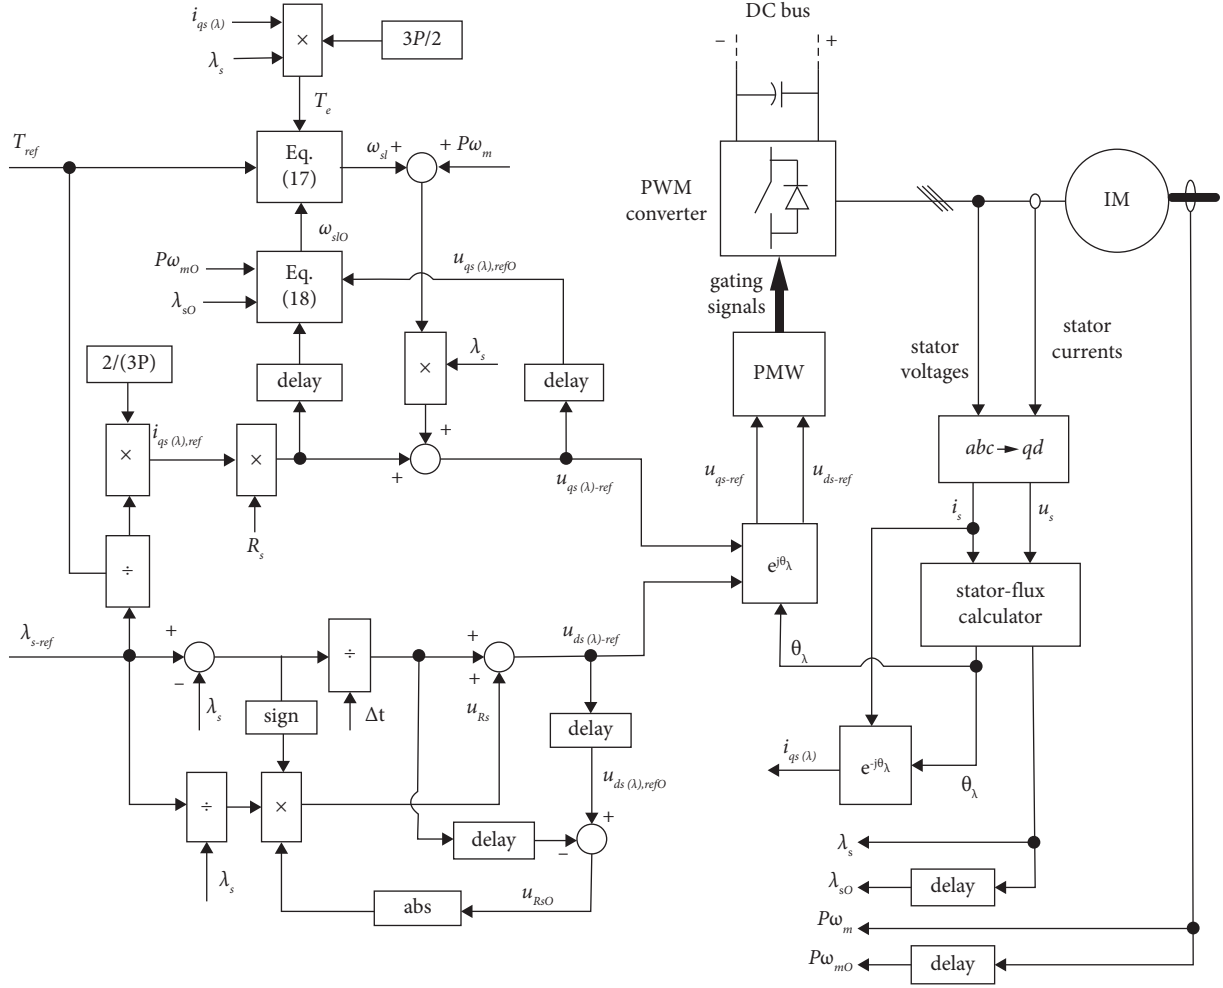 DC bus
− +
i_qs (λ)
λ_s
×
3P/2
T_e
T_ref
Eq.
(17)
ω_sl +
+ Pω_m
PWM
converter
IM
ω_slO
Pω_mO
λ_sO
Eq.
(18)
u_qs (λ),refO
gating
signals
stator
voltages
stator
currents
2/(3P)
delay
×
λ_s
delay
PMW
×
i_qs (λ),ref
×
+
+
u_qs (λ)-ref
R_s
u_qs-ref
u_ds-ref
abc → qd
i_s
u_s
÷
e^jθ_λ
stator-flux
calculator
λ_s-ref
+
−
λ_s
÷
Δt
+
+
u_Rs
u_ds (λ)-ref
θ_λ
sign
delay
i_qs (λ)
e^-jθ_λ
θ_λ
÷
λ_s
×
u_ds (λ),refO
delay
−
+
λ_s
abs
u_RsO
λ_sO
delay
Pω_m
Pω_mO
delay